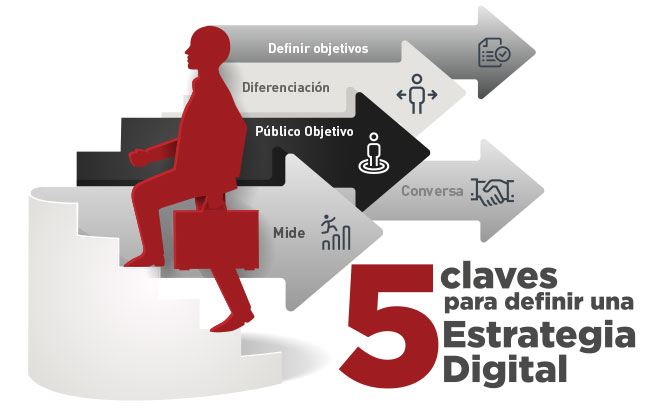 Definir objetivos
Diferenciación
Público Objetivo
Conversa
Mide
5 claves
para definir una
Estrategia
Digital